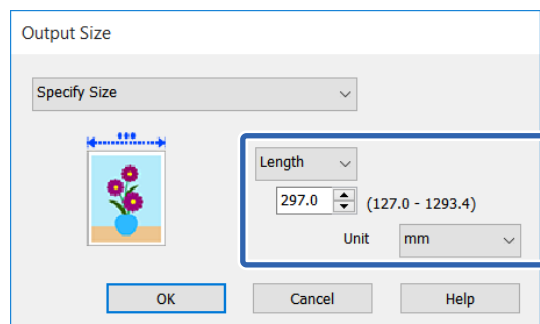 Output Size
Specify Size
Length
297.0 (127.0 - 1293.4)
Unit mm
OK Cancel Help